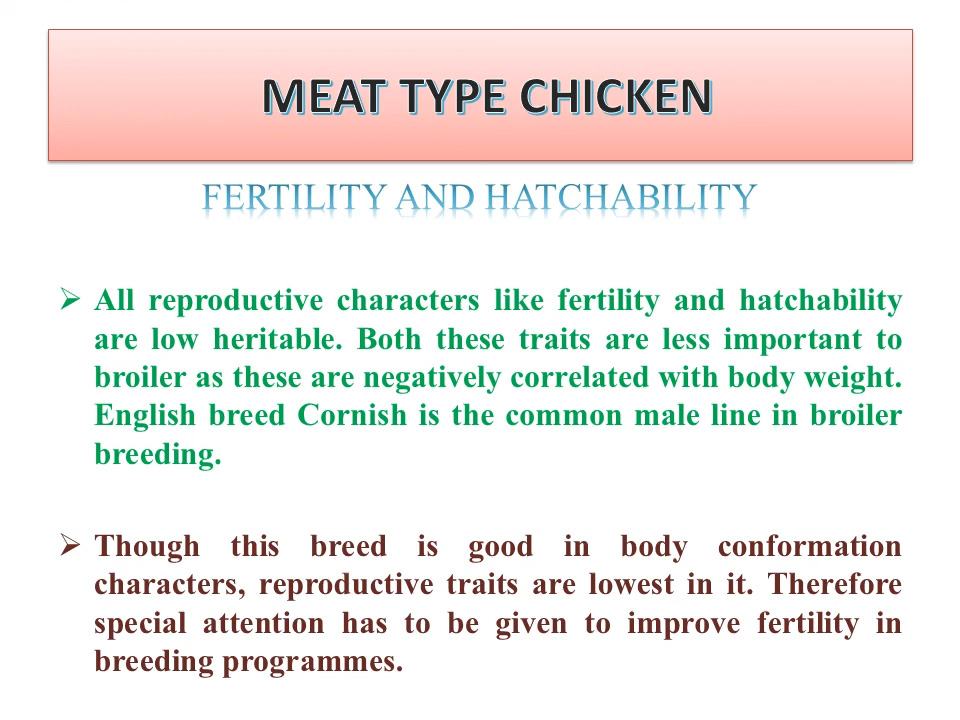 MEAT TYPE CHICKEN
FERTILITY AND HATCHABILITY
➢ All reproductive characters like fertility and hatchability
are low heritable. Both these traits are less important to
broiler as these are negatively correlated with body weight.
English breed Cornish is the common male line in broiler
breeding.
➢ Though this breed is good in body conformation
characters, reproductive traits are lowest in it. Therefore
special attention has to be given to improve fertility in
breeding programmes.